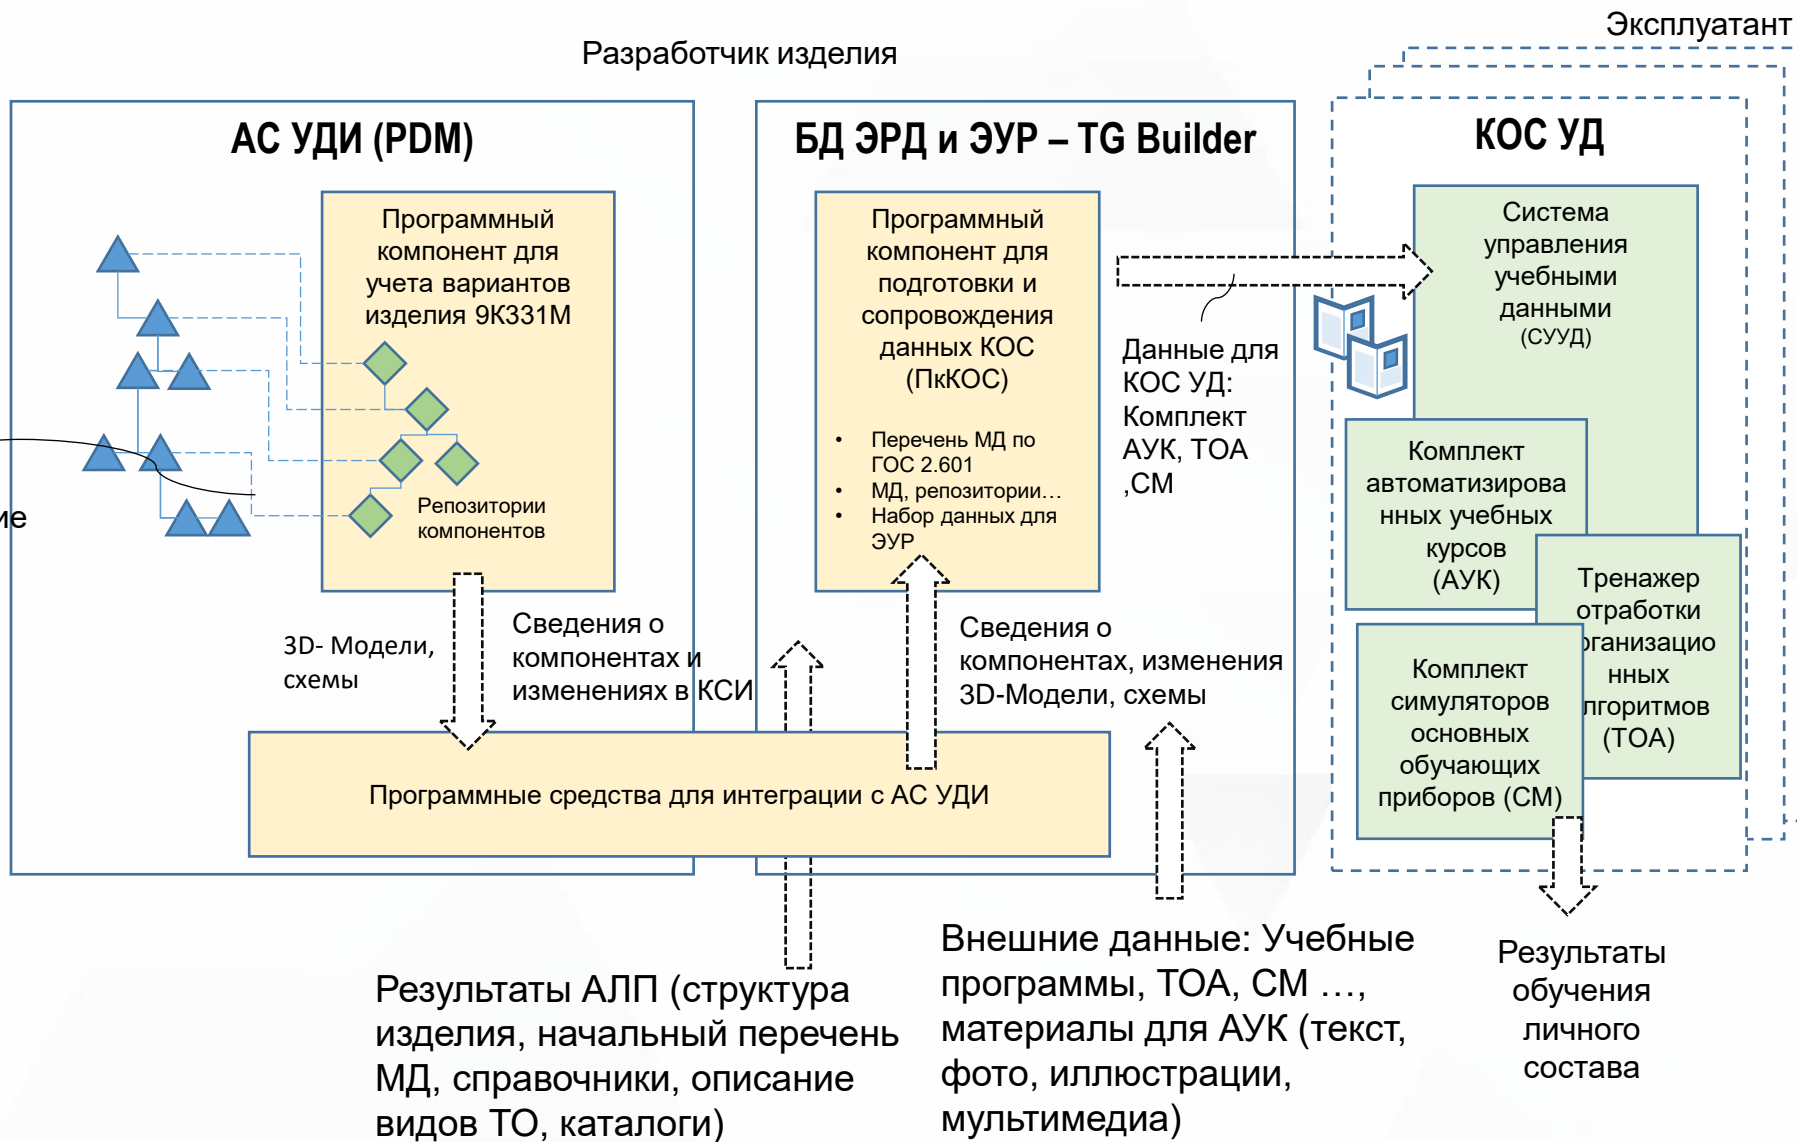 Эксплуатант
Разработчик изделия
АС УДИ (PDM)
Программный
компонент для
учета вариантов
изделия 9К331М
Репозитории
компонентов
ие
3D- Модели,
схемы
Сведения о
компонентах и
изменениях в КСИ
БД ЭРД и ЭУР – TG Builder
Программный
компонент для
подготовки и
сопровождения
данных КОС
(ПкКОС)
• Перечень МД по
ГОС 2.601
• МД, репозитории…
• Набор данных для
ЭУР
Сведения о
компонентах, изменения
3D-Модели, схемы
Программные средства для интеграции с АС УДИ
Данные для
КОС УД:
Комплект
АУК, ТОА
,СМ
КОС УД
Система
управления
учебными
данными
(СУУД)
Комплект
автоматизирова
нных учебных
курсов
(АУК)
Тренажер
отработки
рганизацио
нных
лгоритмов
(ТОА)
Комплект
симуляторов
основных
обучающих
приборов (СМ)
Результаты АЛП (структура
изделия, начальный перечень
МД, справочники, описание
видов ТО, каталоги)
Внешние данные: Учебные
программы, ТОА, СМ …,
материалы для АУК (текст,
фото, иллюстрации,
мультимедиа)
Результаты
обучения
личного
состава